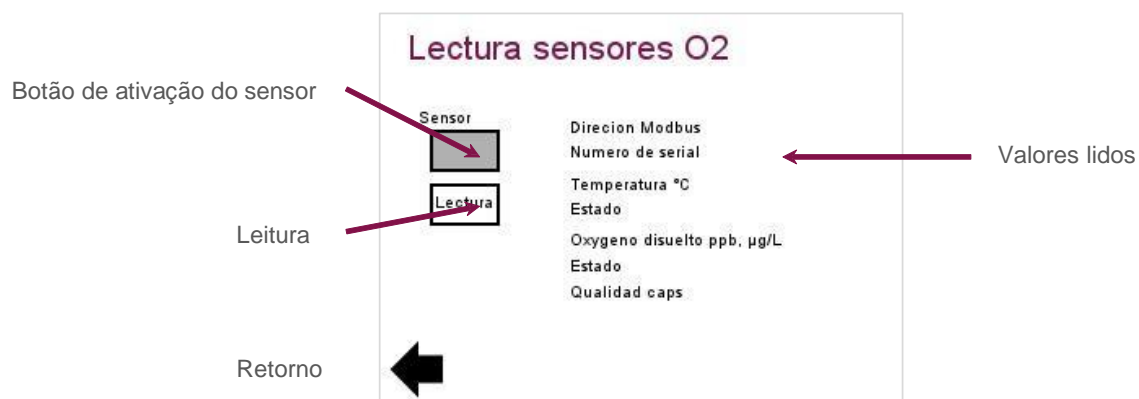 Lectura sensores O2
Botão de ativação do sensor
Sensor
Direcion Modbus
Numero de serial
Valores lidos
Temperatura °C
Lectura
Estado
Leitura
Oxygeno disuelto ppb, µg/L
Estado
Qualidad caps
Retorno